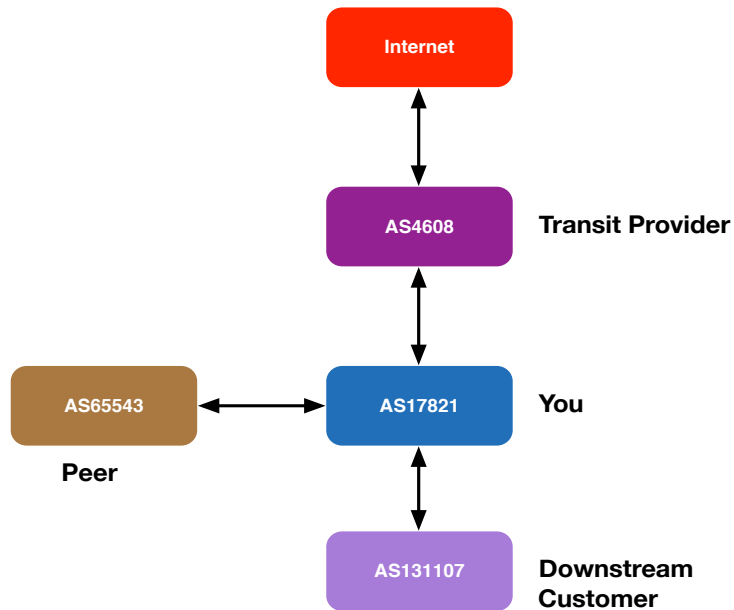 Internet
AS4608
Transit Provider
AS65543
AS17821
You
Peer
AS131107
Downstream
Customer